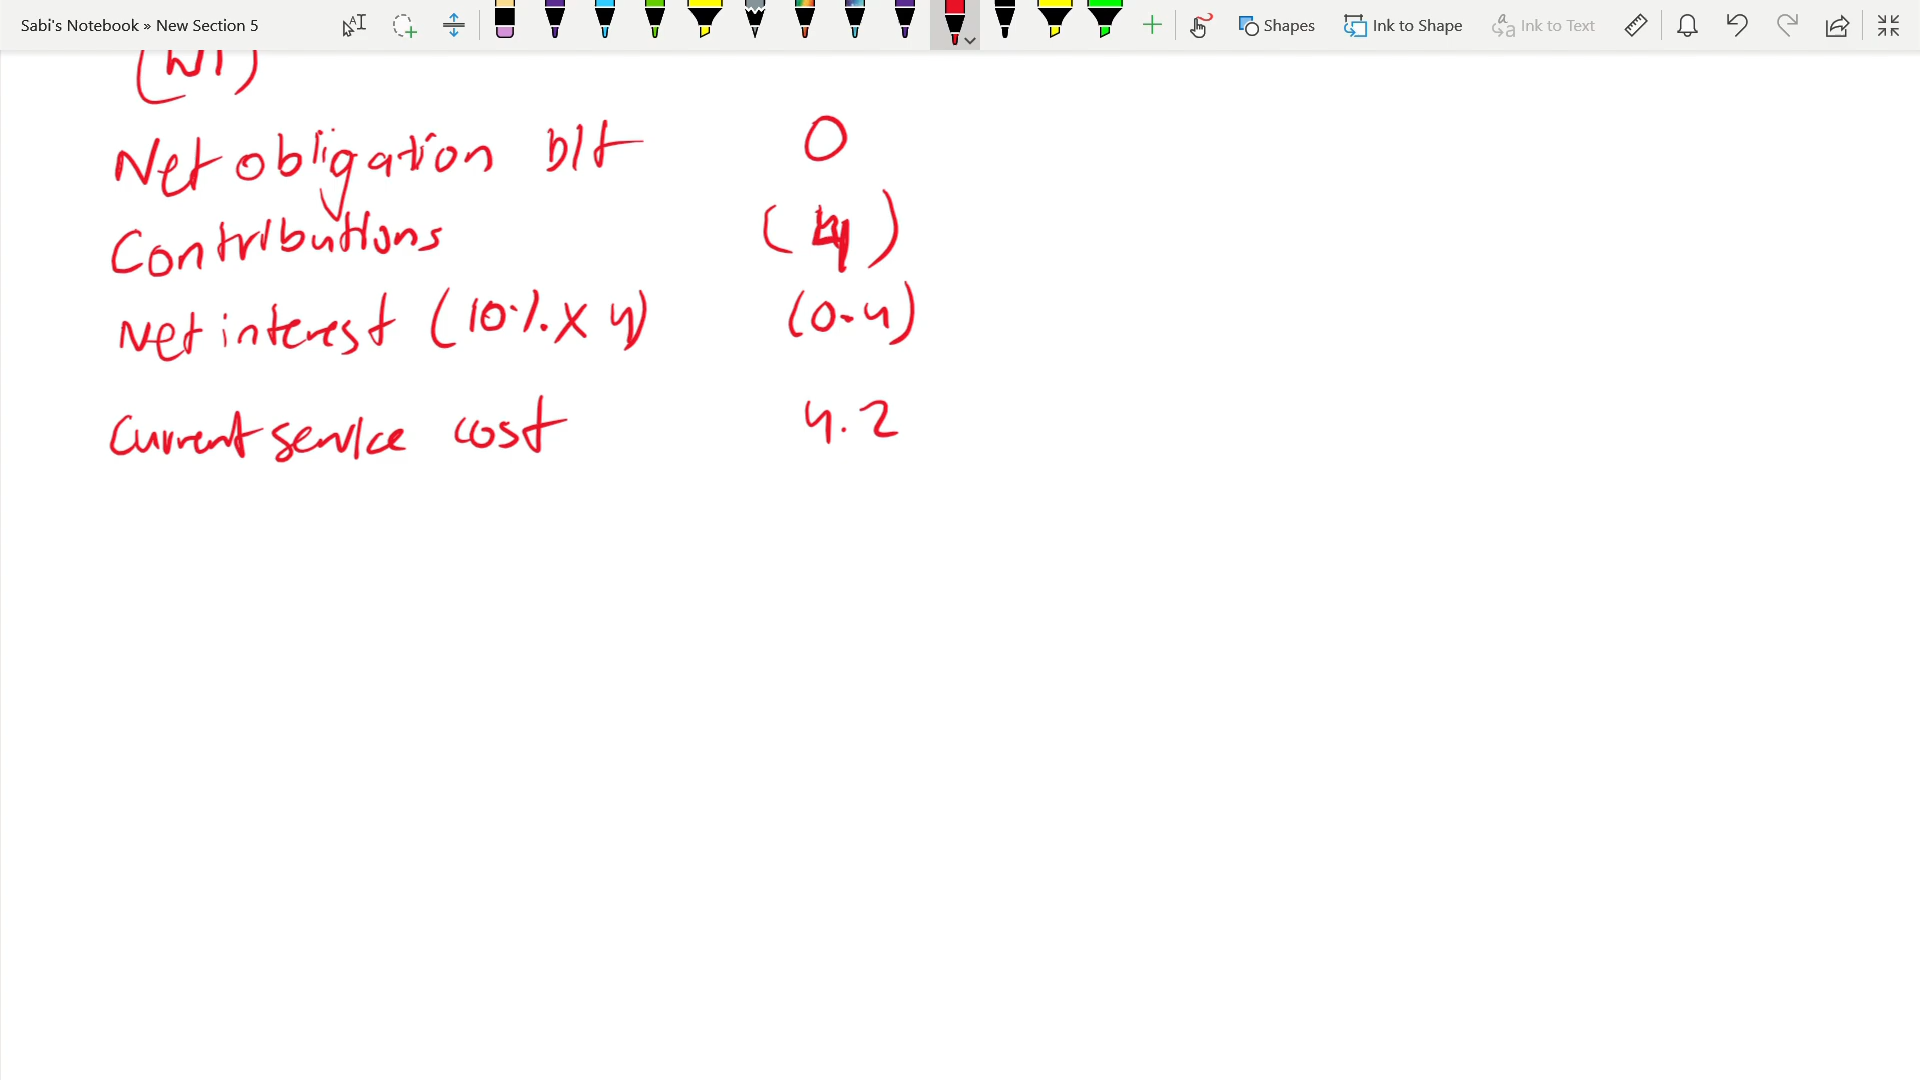 Sabi's Notebook » New Section 5 Shapes Ink to Shape Ink to Text
(W1)
Net obligation b/f 0
Contributions (4)
Net interest (10% x 4) (0.4)
Current service cost 4.2